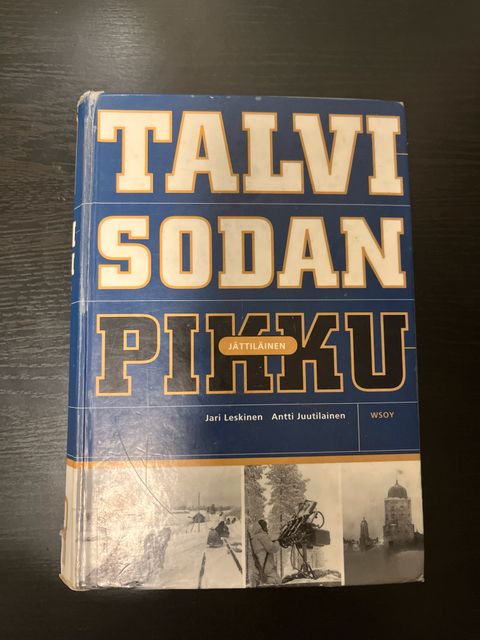 TALVI
SODAN
PIKKU
JÄTTILÄINEN
Jari Leskinen Antti Juutilainen WSOY